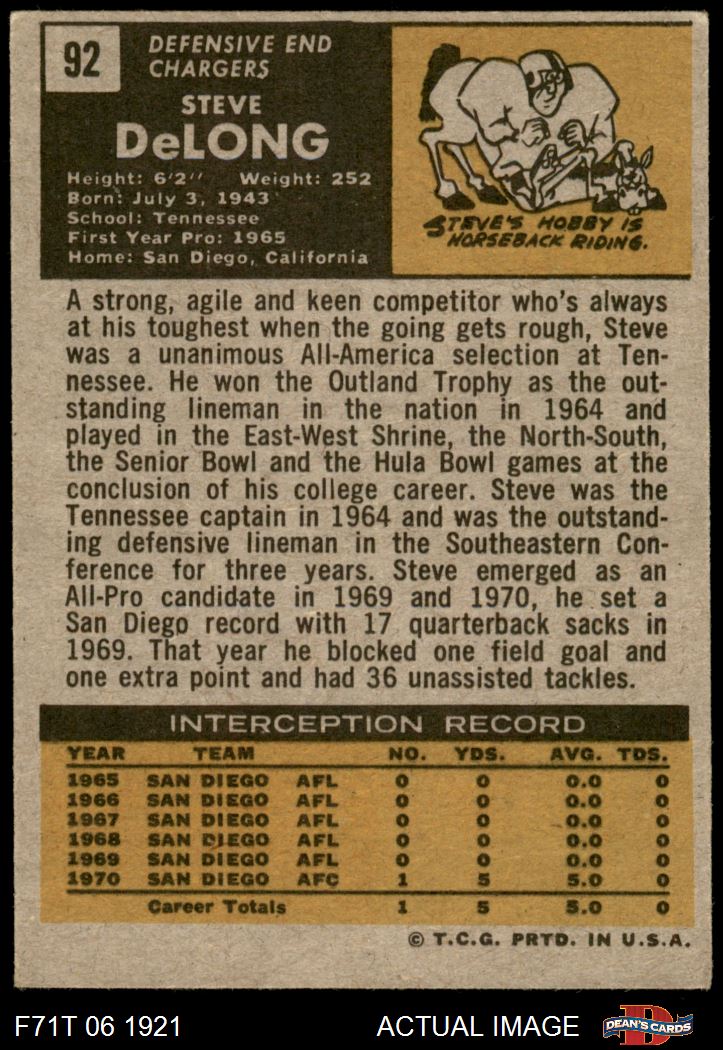 92
DEFENSIVE END
CHARGERS
STEVE
DeLONG
Height: 6'2" Weight: 252
Born: July 3, 1943
School: Tennessee
First Year Pro: 1965
Home: San Diego, California
STEVE'S HOBBY IS
HORSEBACK RIDING.
A strong, agile and keen competitor who's always
at his toughest when the going gets rough, Steve
was a unanimous All-America selection at Ten-
nessee. He won the Outland Trophy as the out-
standing lineman in the nation in 1964 and
played in the East-West Shrine, the North-South,
the Senior Bowl and the Hula Bowl games at the
conclusion of his college career. Steve was the
Tennessee captain in 1964 and was the outstand-
ing defensive lineman in the Southeastern Con-
ference for three years. Steve emerged as an
All-Pro candidate in 1969 and 1970, he set a
San Diego record with 17 quarterback sacks in
1969. That year he blocked one field goal and
one extra point and had 36 unassisted tackles.
INTERCEPTION RECORD
YEAR TEAM NO. YDS. AVG. TDS.
1965 SAN DIEGO AFL 0 0 0.0 0
1966 SAN DIEGO AFL 0 0 0.0 0
1967 SAN DIEGO AFL 0 0 0.0 0
1968 SAN DIEGO AFL 0 0 0.0 0
1969 SAN DIEGO AFL 0 0 0.0 0
1970 SAN DIEGO AFC 1 5 5.0 0
Career Totals 1 5 5.0 0
© T.C.G. PRTD. IN U.S.A.
F71T 06 1921 ACTUAL IMAGE
D
DEAN'S CARDS